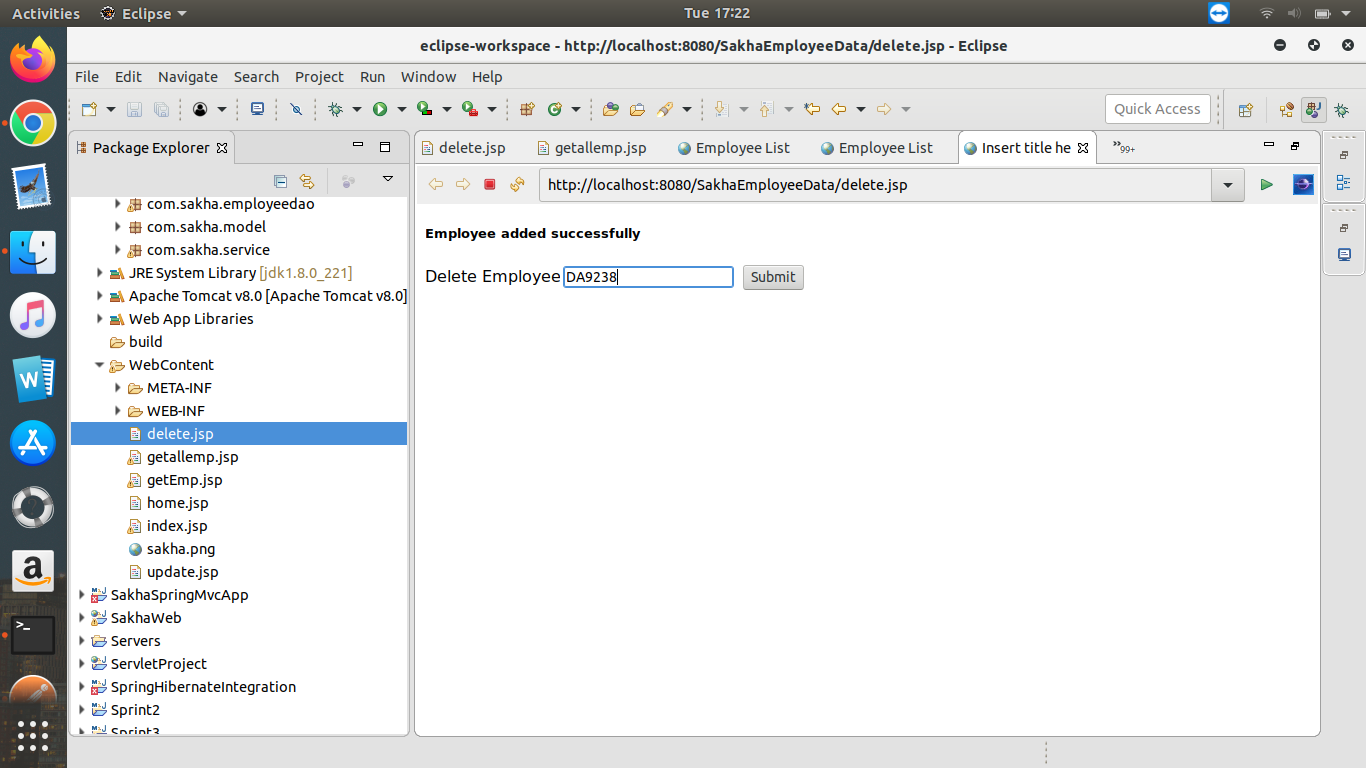 Activities Eclipse Tue 17:22
eclipse-workspace - http://localhost:8080/SakhaEmployeeData/delete.jsp - Eclipse
File Edit Navigate Search Project Run Window Help
Quick Access
Package Explorer
com.sakha.employeedao
com.sakha.model
com.sakha.service
JRE System Library [jdk1.8.0_221]
Apache Tomcat v8.0 [Apache Tomcat v8.0]
Web App Libraries
build
WebContent
META-INF
WEB-INF
delete.jsp
getallemp.jsp
getEmp.jsp
home.jsp
index.jsp
sakha.png
update.jsp
SakhaSpringMvcApp
SakhaWeb
Servers
ServletProject
SpringHibernateIntegration
Sprint2
Sprint3
delete.jsp getallemp.jsp Employee List Employee List Insert title he »99+
http://localhost:8080/SakhaEmployeeData/delete.jsp
Employee added successfully
Delete Employee DA9238 Submit